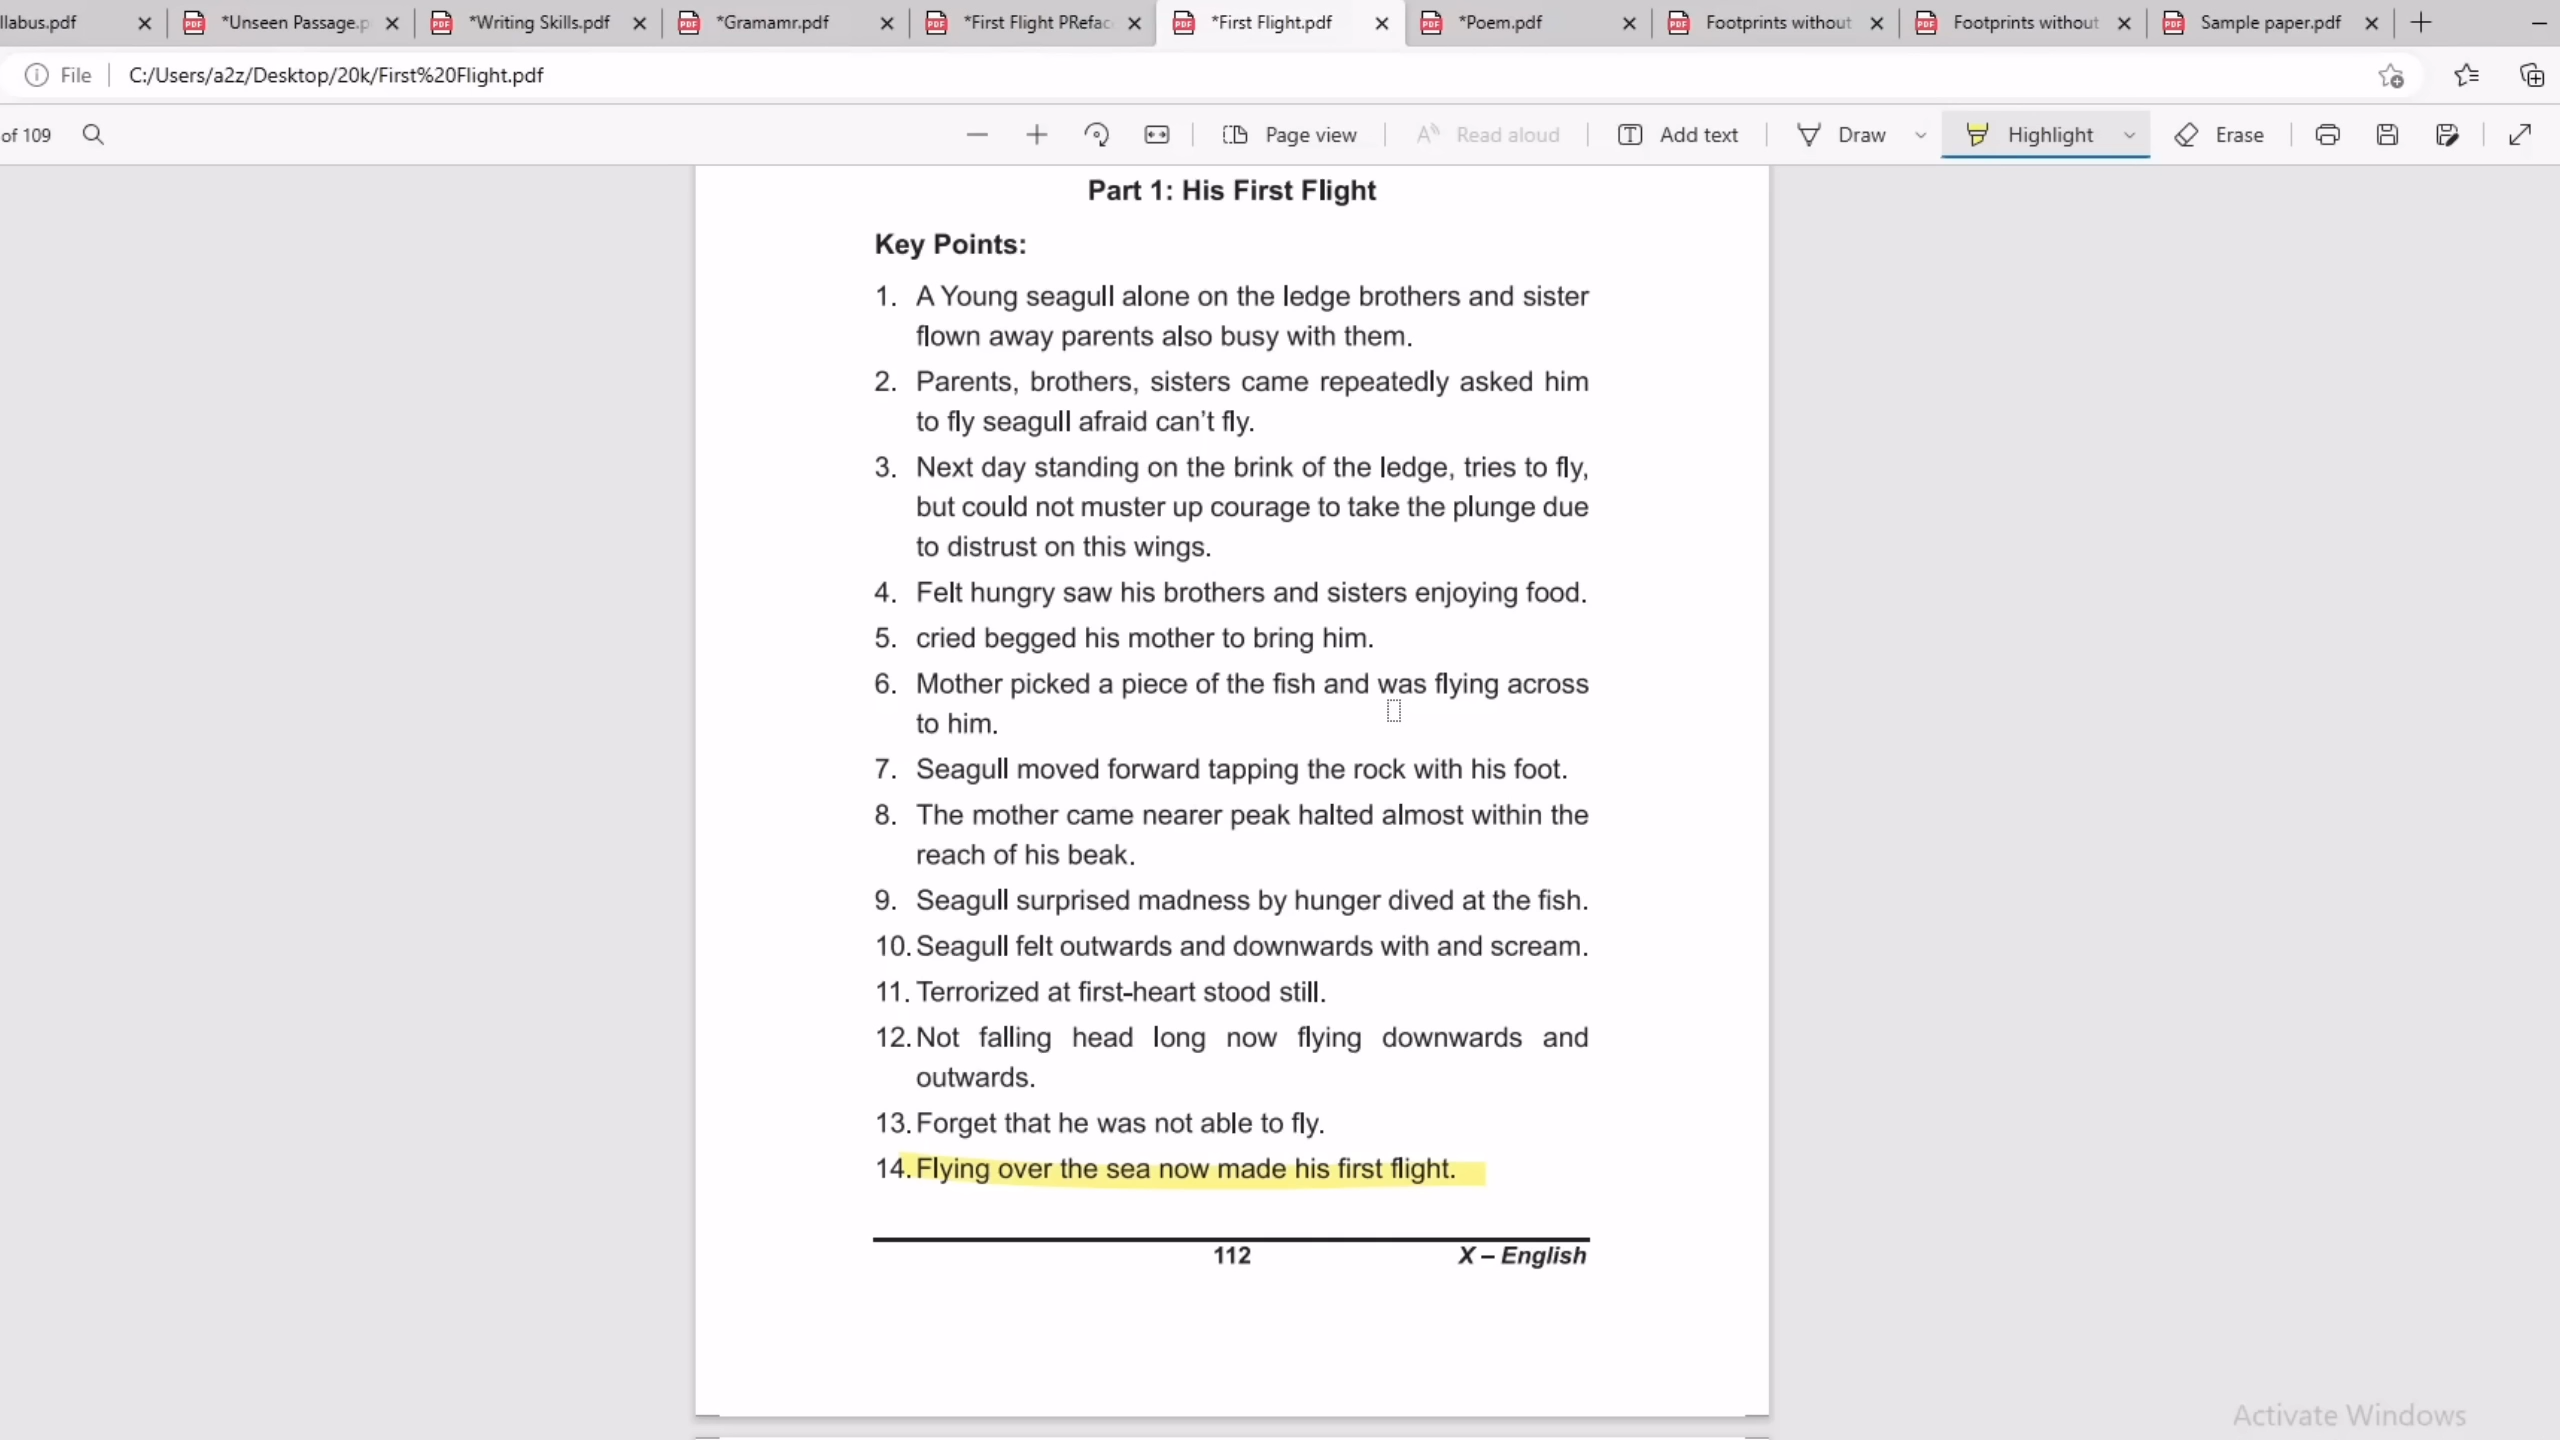 llabus.pdf
*Unseen Passage.p
*Writing Skills.pdf
*Gramamr.pdf
*First Flight PRefac
*First Flight.pdf
*Poem.pdf
Footprints without
Footprints without
Sample paper.pdf
File
C:/Users/a2z/Desktop/20k/First%20Flight.pdf
of 109
Page view
Read aloud
Add text
Draw
Highlight
Erase
Part 1: His First Flight
Key Points:
1. A Young seagull alone on the ledge brothers and sister
flown away parents also busy with them.
2. Parents, brothers, sisters came repeatedly asked him
to fly seagull afraid can’t fly.
3. Next day standing on the brink of the ledge, tries to fly,
but could not muster up courage to take the plunge due
to distrust on this wings.
4. Felt hungry saw his brothers and sisters enjoying food.
5. cried begged his mother to bring him.
6. Mother picked a piece of the fish and was flying across
to him.
7. Seagull moved forward tapping the rock with his foot.
8. The mother came nearer peak halted almost within the
reach of his beak.
9. Seagull surprised madness by hunger dived at the fish.
10. Seagull felt outwards and downwards with and scream.
11. Terrorized at first-heart stood still.
12. Not falling head long now flying downwards and
outwards.
13. Forget that he was not able to fly.
14. Flying over the sea now made his first flight.
112
X – English
Activate Windows